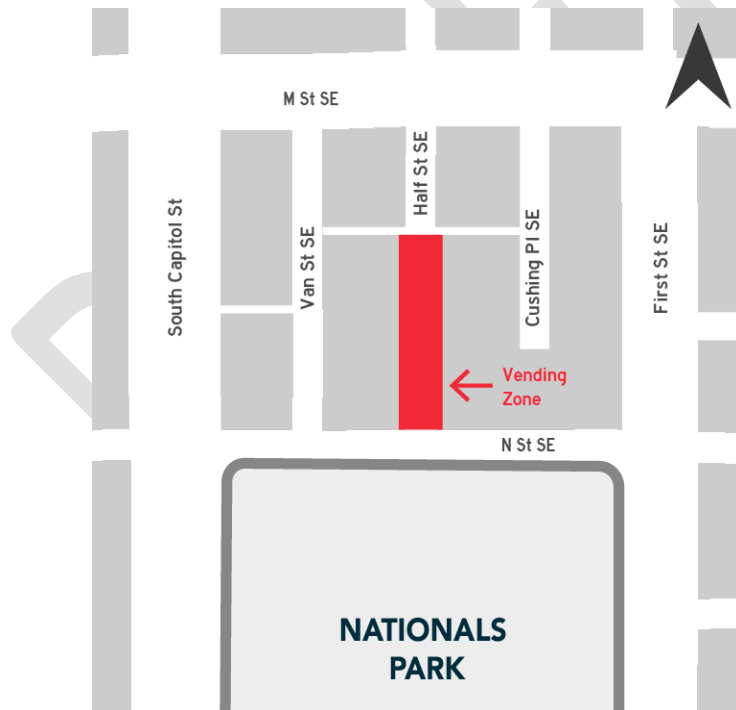 M St SE
Half St SE
South Capitol St
Van St SE
Cushing Pl SE
First St SE
Vending
Zone
N St SE
NATIONALS
PARK